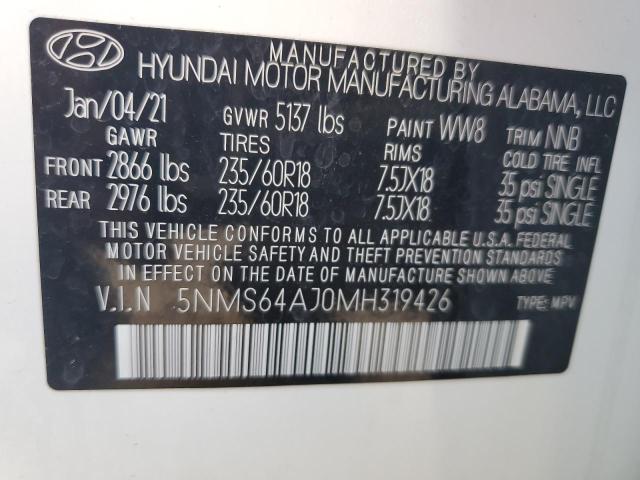 MANUFACTURED BY
HYUNDAI MOTOR MANUFACTURING ALABAMA, LLC
Jan/04/21 GVWR 5137 lbs PAINT WW8 TRIM NNB
GAWR TIRES RIMS COLD TIRE INFL
FRONT 2866 lbs 235/60R18 7.5JX18 35 psi SINGLE
REAR 2976 lbs 235/60R18 7.5JX18 35 psi SINGLE
THIS VEHICLE CONFORMS TO ALL APPLICABLE U.S.A. FEDERAL
MOTOR VEHICLE SAFETY AND THEFT PREVENTION STANDARDS
IN EFFECT ON THE DATE OF MANUFACTURE SHOWN ABOVE.
V.I.N 5NMS64AJ0MH319426 TYPE: MPV